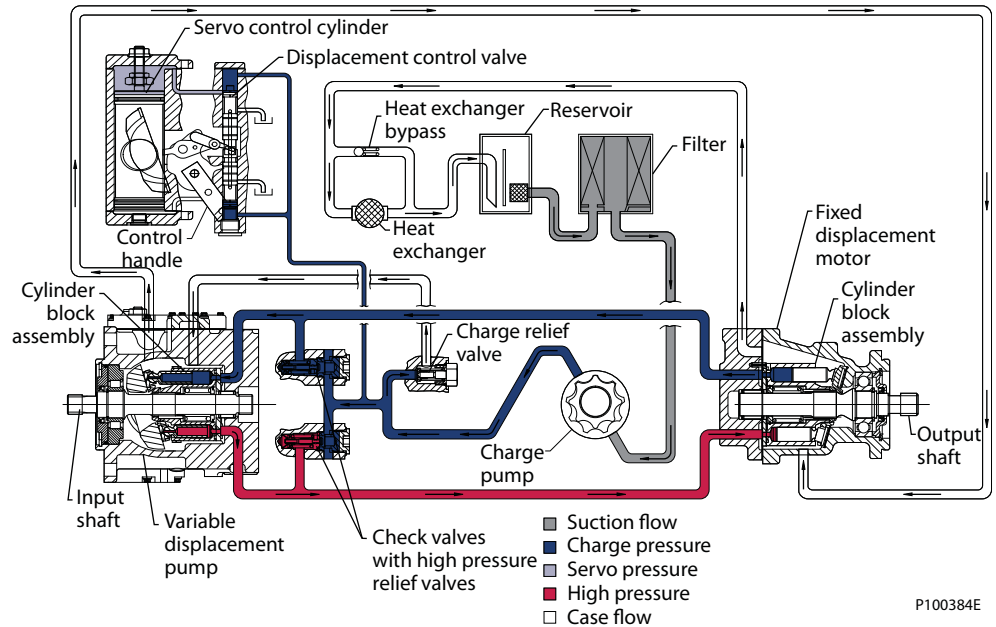 Servo control cylinder
Displacement control valve
Heat exchanger
bypass
Reservoir
Filter
Control
handle
Heat
exchanger
Fixed
displacement
motor
Cylinder
block
assembly
Charge relief
valve
Cylinder
block
assembly
Charge
pump
Output
shaft
Input
shaft
Variable
displacement
pump
Check valves
with high pressure
relief valves
Suction flow
Charge pressure
Servo pressure
High pressure
Case flow
P100384E